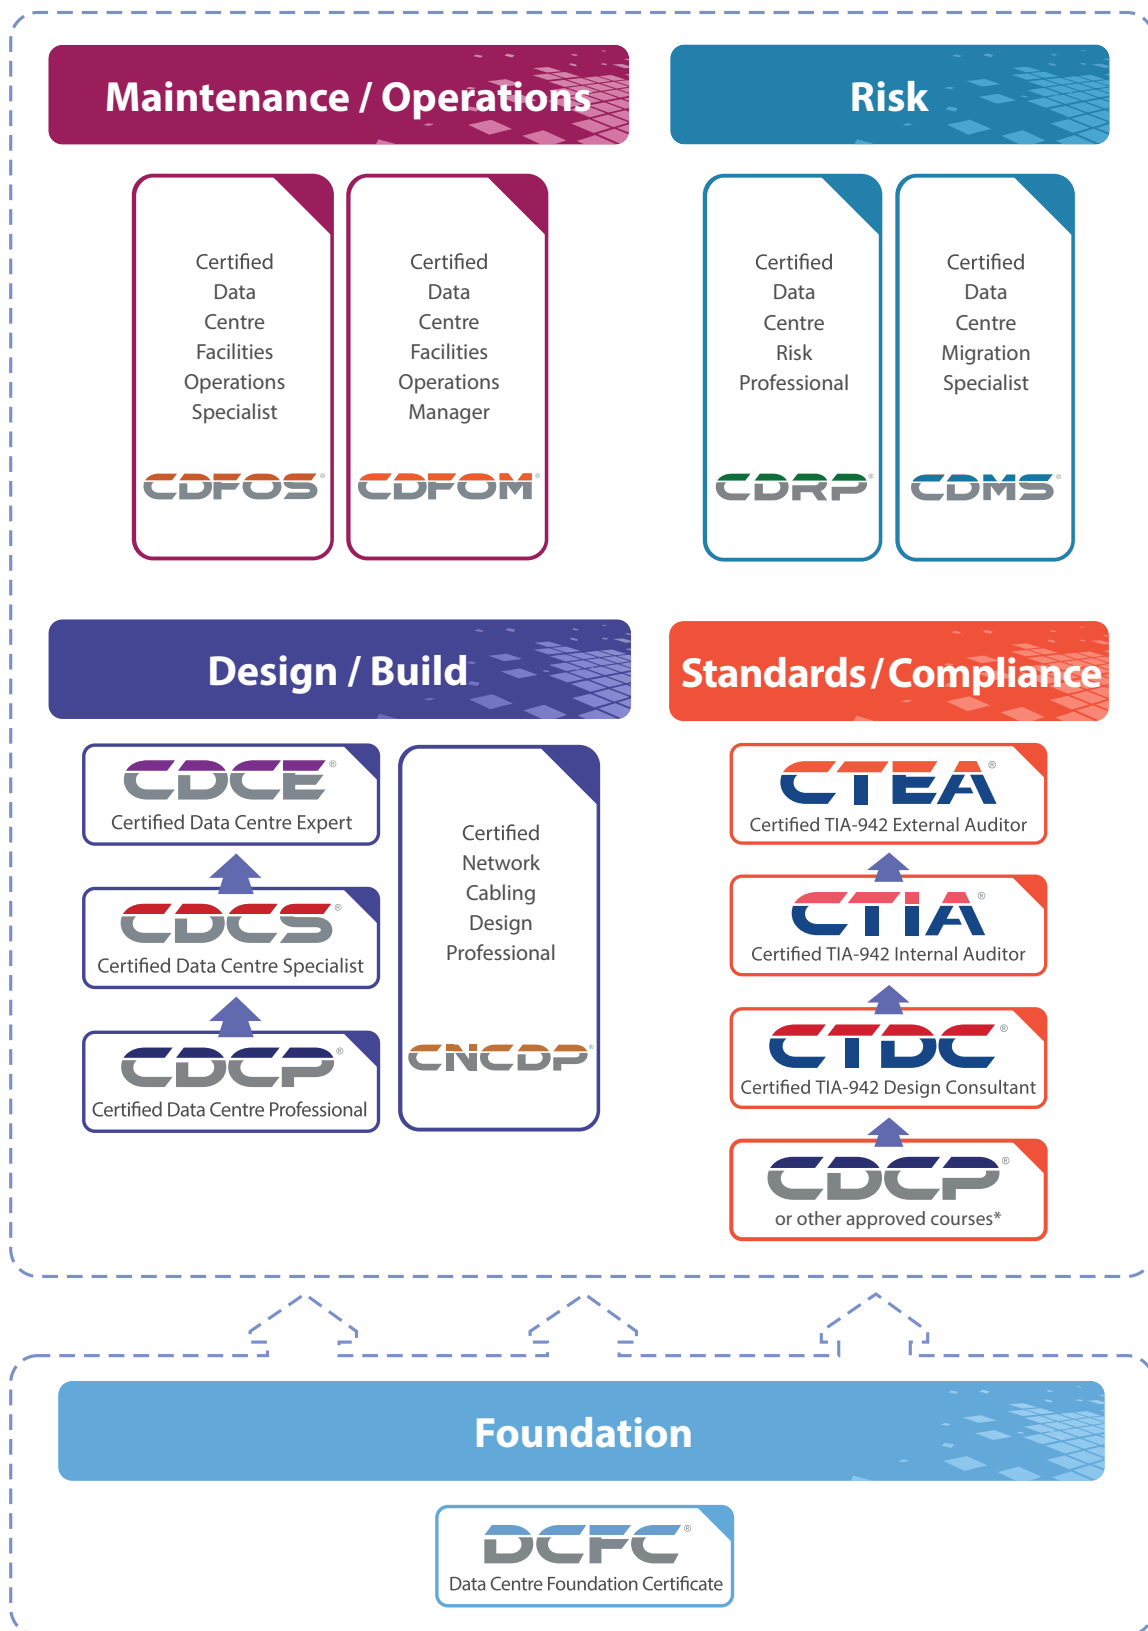 Maintenance / Operations
Certified
Data
Centre
Facilities
Operations
Specialist
CDFOS®
Certified
Data
Centre
Facilities
Operations
Manager
CDFOM®
Risk
Certified
Data
Centre
Risk
Professional
CDRP®
Certified
Data
Centre
Migration
Specialist
CDMS®
Design / Build
CDCE®
Certified Data Centre Expert
CDCS®
Certified Data Centre Specialist
CDCP®
Certified Data Centre Professional
Certified
Network
Cabling
Design
Professional
CNCDP®
Standards / Compliance
CTEA®
Certified TIA-942 External Auditor
CTIA®
Certified TIA-942 Internal Auditor
CTDC®
Certified TIA-942 Design Consultant
CDCP®
or other approved courses*
Foundation
DCFC®
Data Centre Foundation Certificate